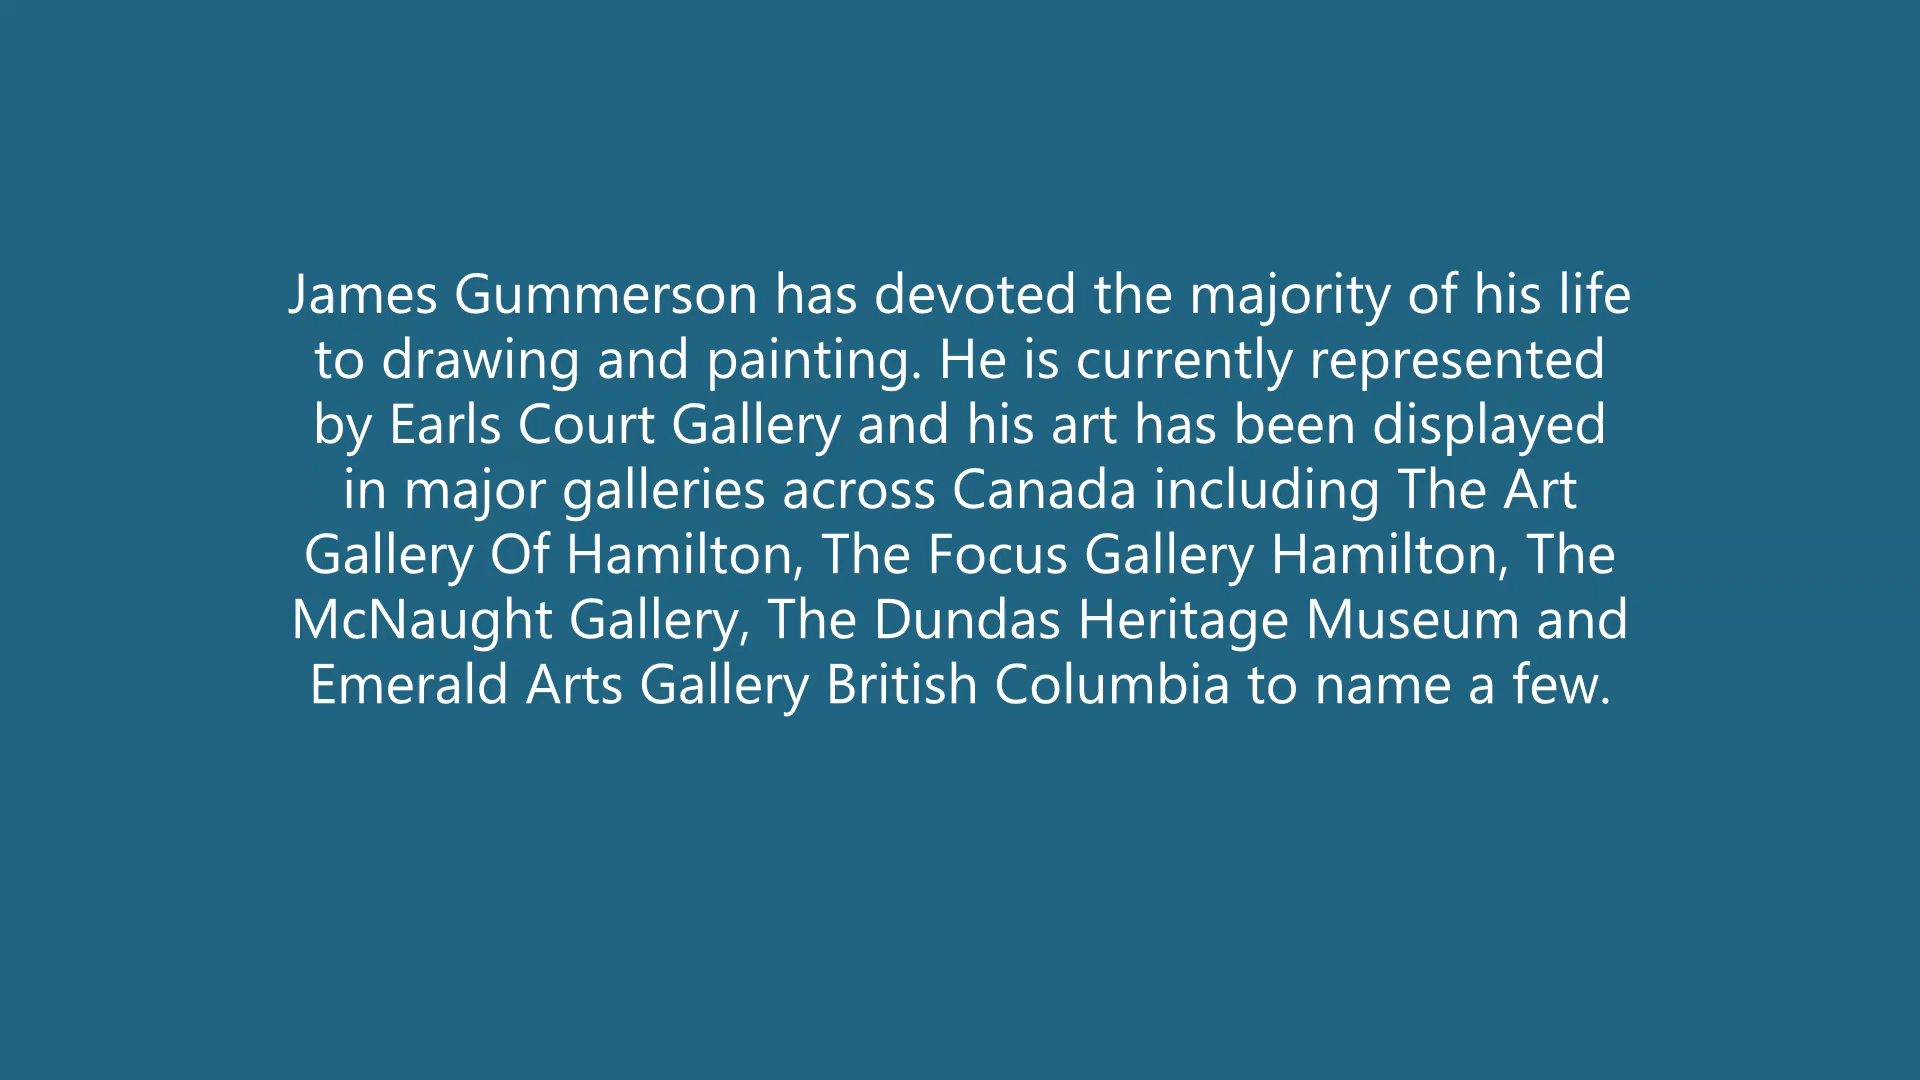 James Gummerson has devoted the majority of his life
to drawing and painting. He is currently represented
by Earls Court Gallery and his art has been displayed
in major galleries across Canada including The Art
Gallery Of Hamilton, The Focus Gallery Hamilton, The
McNaught Gallery, The Dundas Heritage Museum and
Emerald Arts Gallery British Columbia to name a few.